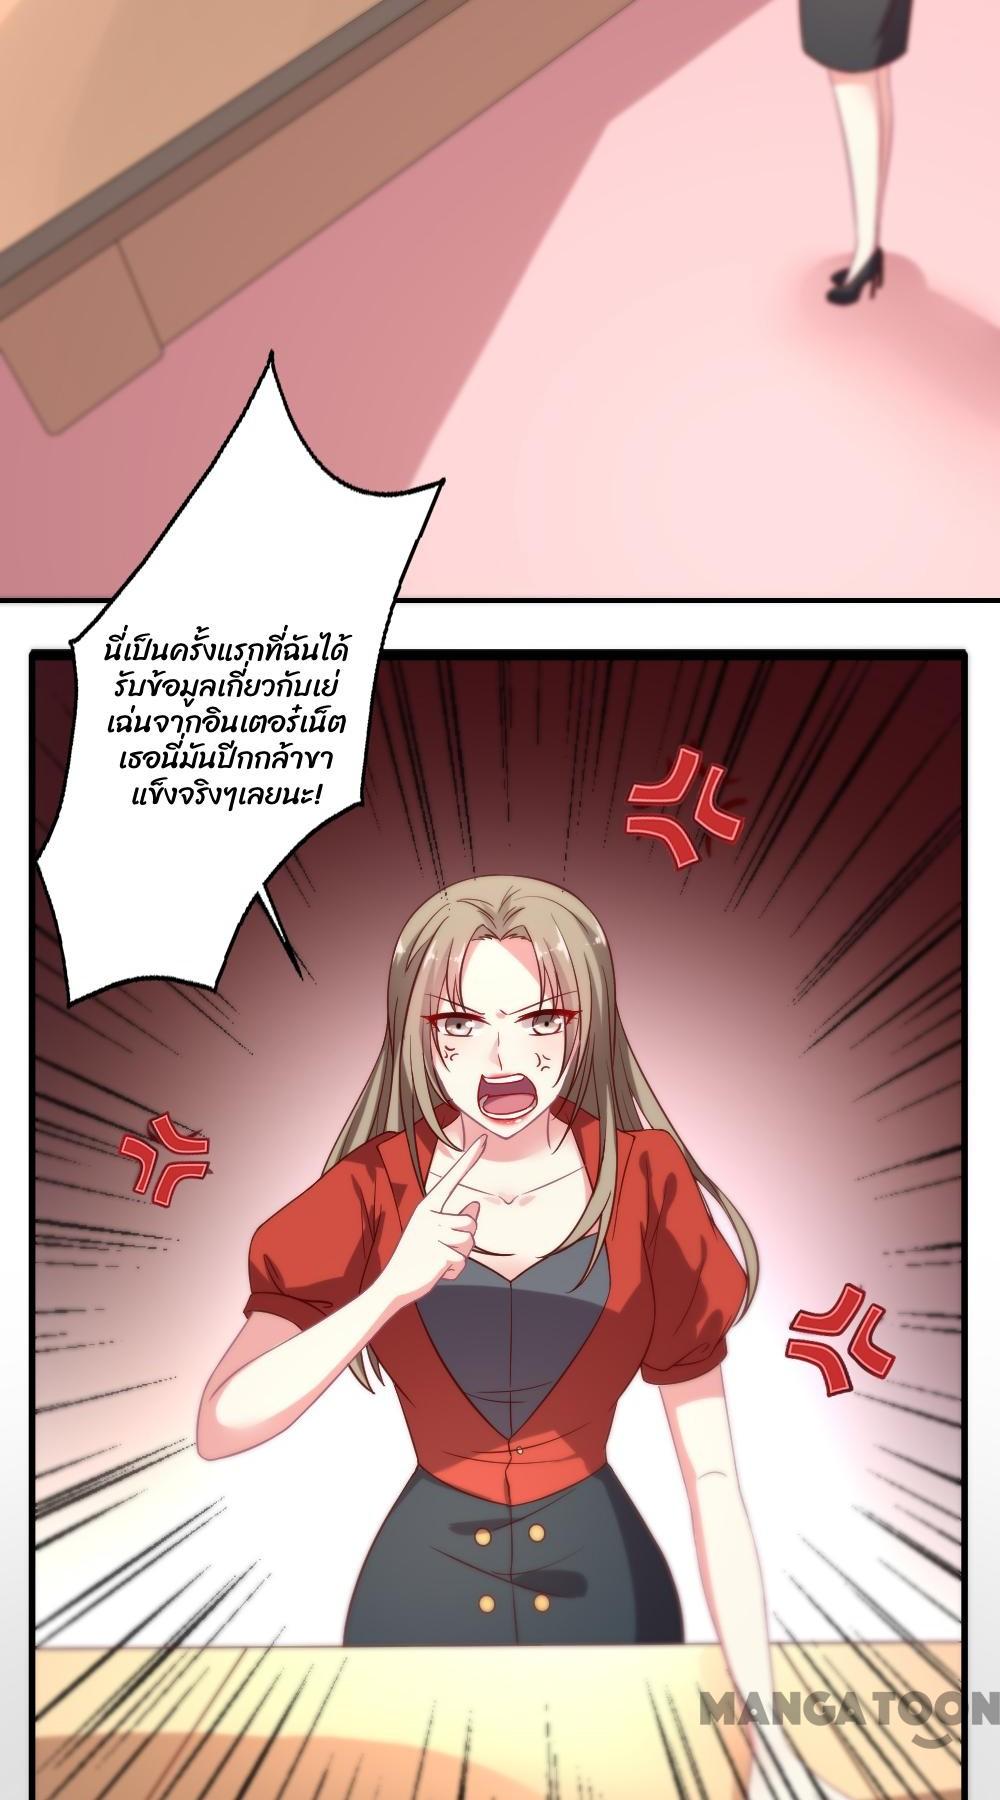 นี่เป็นครั้งแรกที่ฉันได้
รับข้อมูลเกี่ยวกับเย่
เฉ่นจากอินเตอร์เน็ต
เธอนี่มันปีกกล้าขา
แข็งจริงๆเลยนะ!
MANGATOON